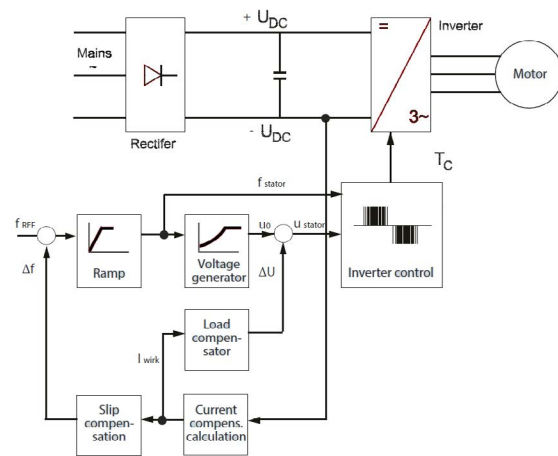 + UDC
Inverter
Mains
~
=
Motor
3~
Rectifer
- UDC
TC
f stator
f REF
u0
u stator
Δf
Ramp
Voltage
generator
ΔU
Inverter control
Load
compen-
sator
I wirk
Slip
compen-
sation
Current
compens.
calculation